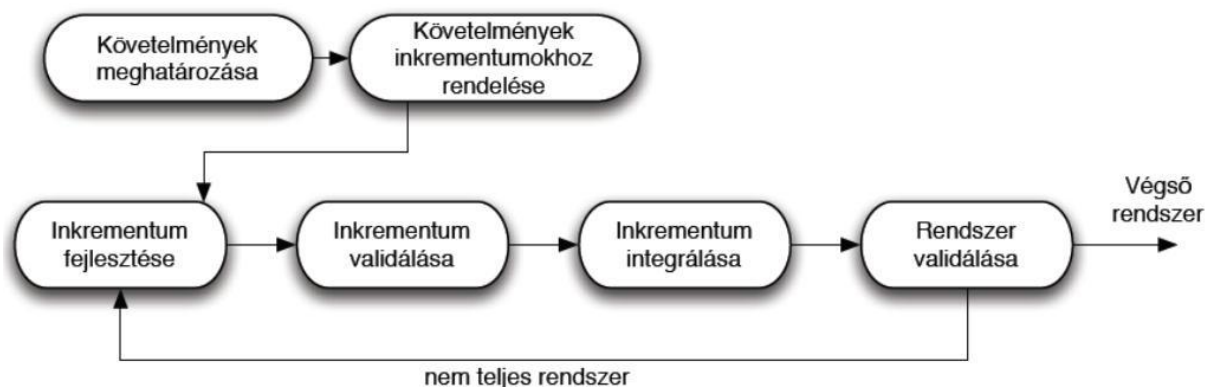 Követelmények
meghatározása
Követelmények
inkrementumokhoz
rendelése
Inkrementum
fejlesztése
Inkrementum
validálása
Inkrementum
integrálása
Rendszer
validálása
Végső
rendszer
nem teljes rendszer